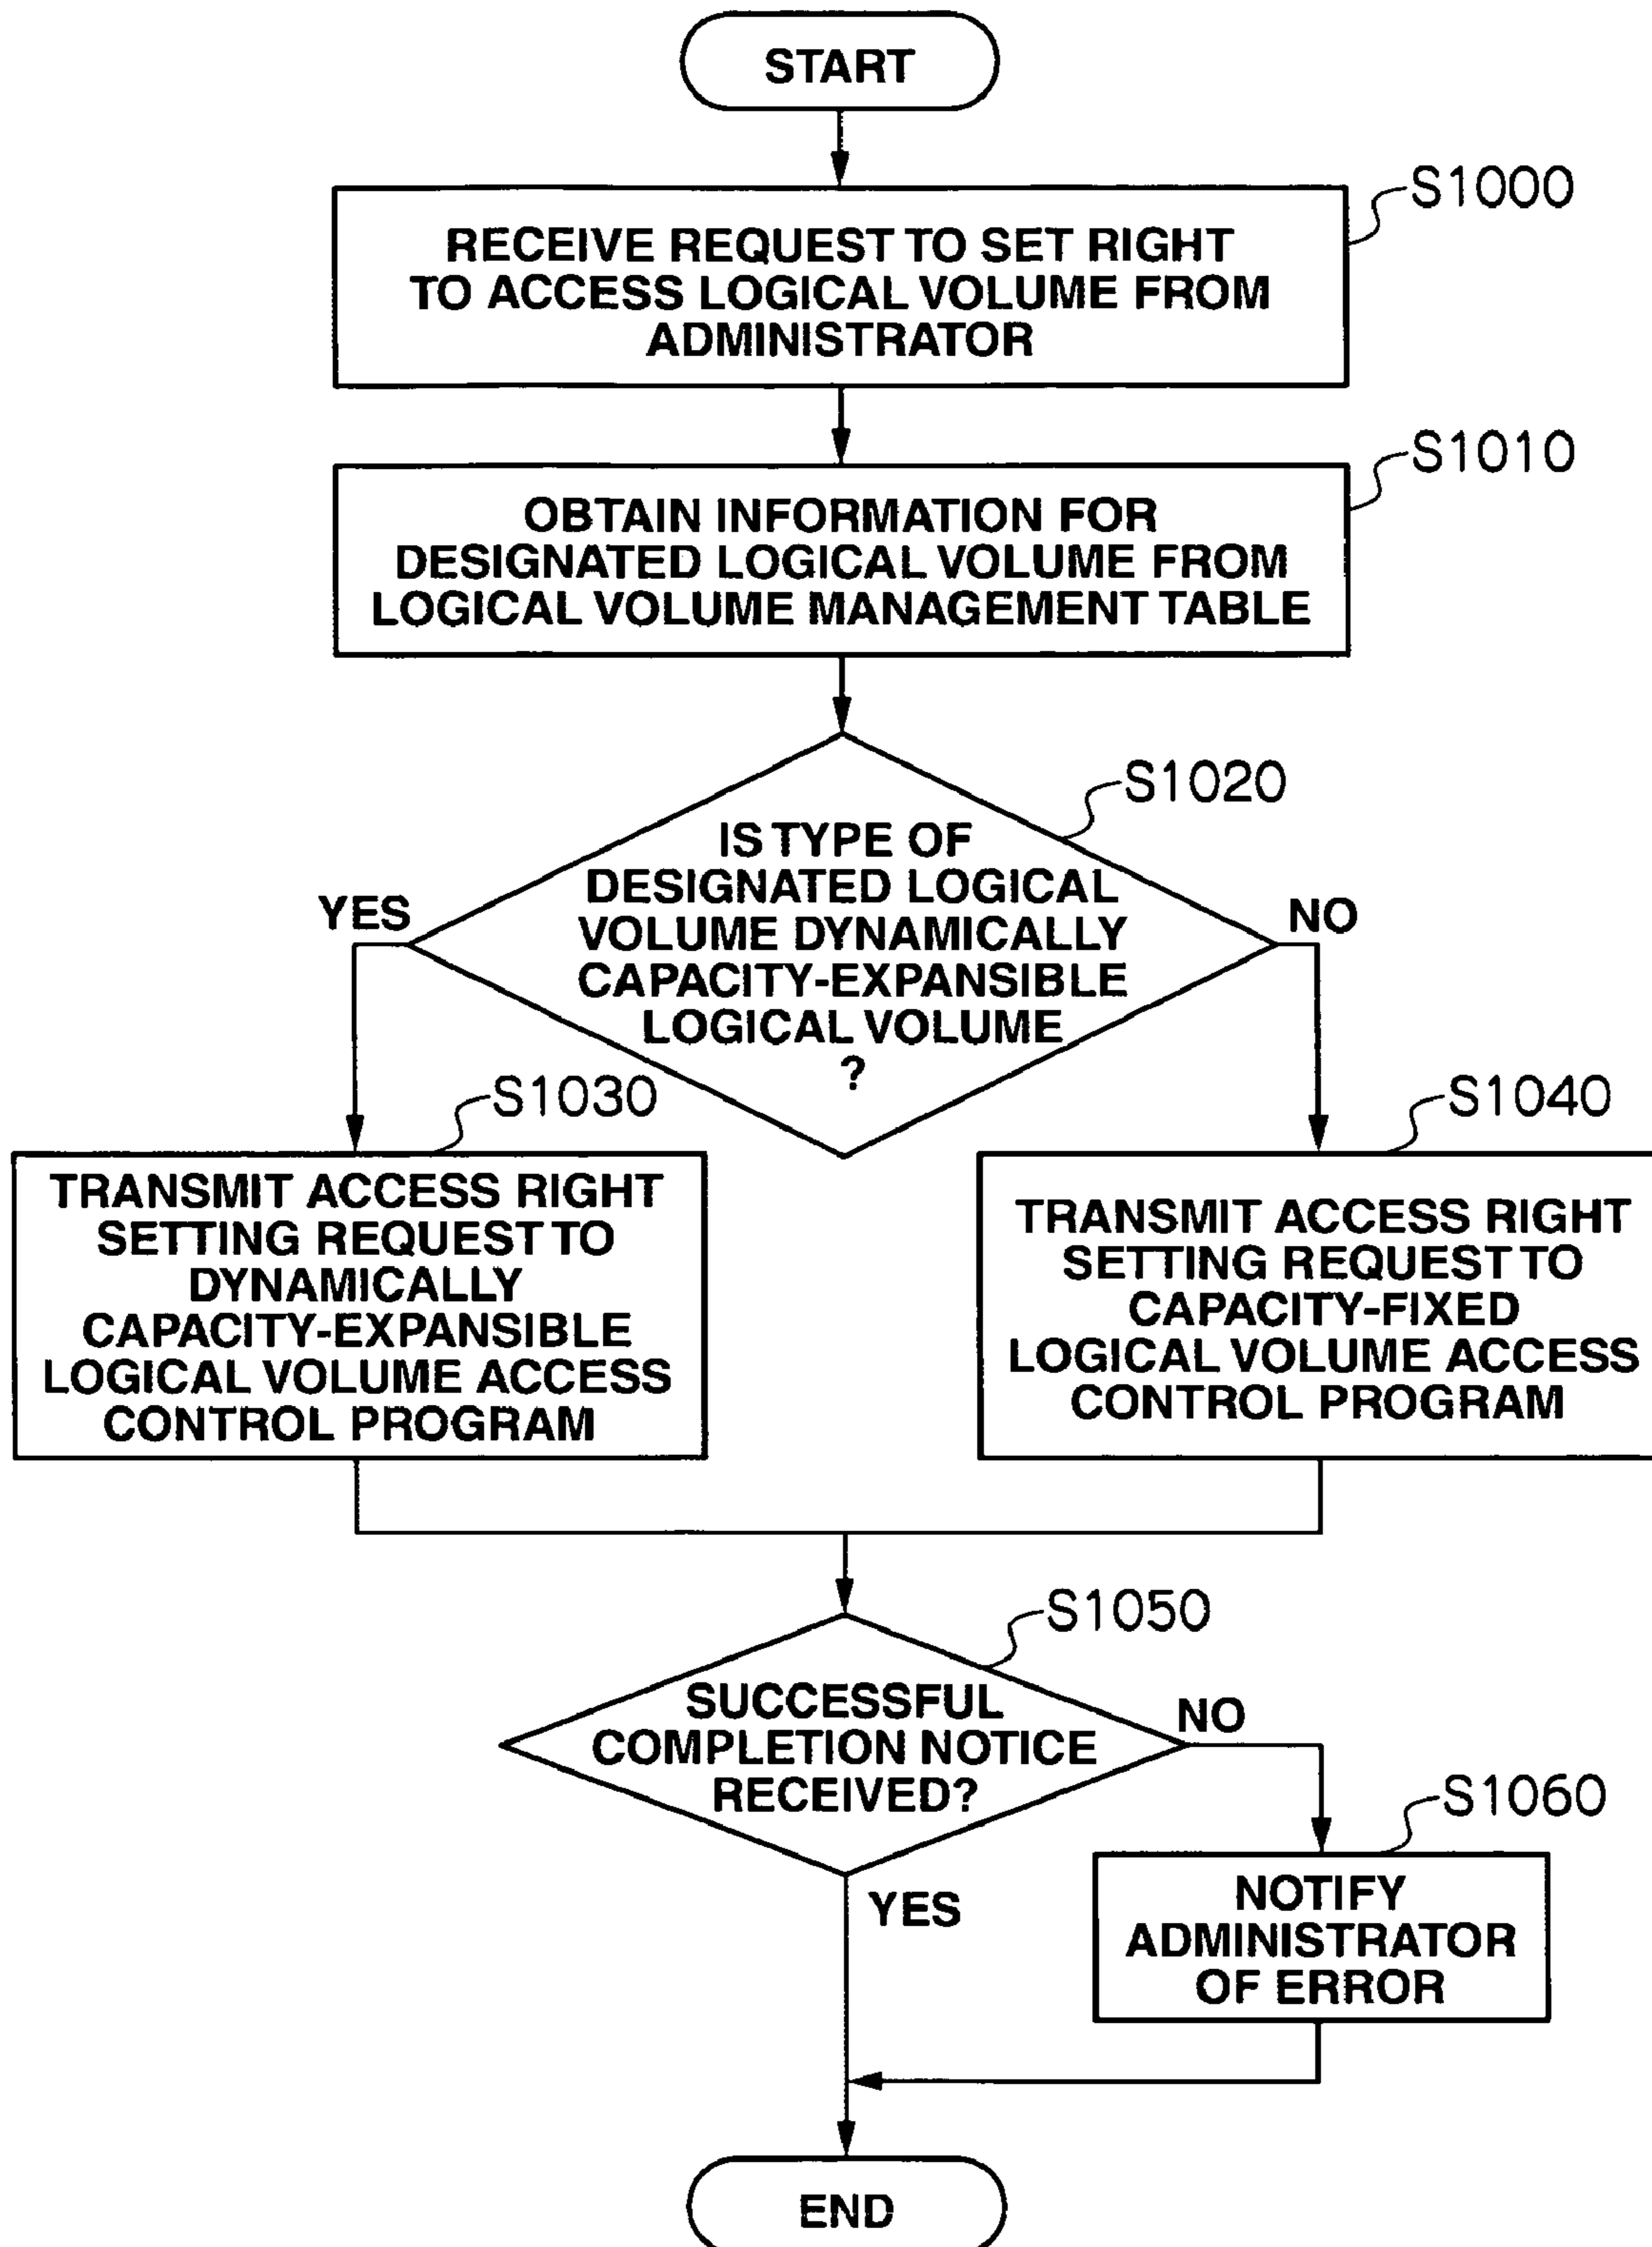 START
S1000
RECEIVE REQUEST TO SET RIGHT
TO ACCESS LOGICAL VOLUME FROM
ADMINISTRATOR
S1010
OBTAIN INFORMATION FOR
DESIGNATED LOGICAL VOLUME FROM
LOGICAL VOLUME MANAGEMENT TABLE
S1020
IS TYPE OF
DESIGNATED LOGICAL
VOLUME DYNAMICALLY
CAPACITY-EXPANSIBLE
LOGICAL VOLUME
?
YES
NO
S1030
TRANSMIT ACCESS RIGHT
SETTING REQUEST TO
DYNAMICALLY
CAPACITY-EXPANSIBLE
LOGICAL VOLUME ACCESS
CONTROL PROGRAM
S1040
TRANSMIT ACCESS RIGHT
SETTING REQUEST TO
CAPACITY-FIXED
LOGICAL VOLUME ACCESS
CONTROL PROGRAM
S1050
SUCCESSFUL
COMPLETION NOTICE
RECEIVED?
NO
YES
S1060
NOTIFY
ADMINISTRATOR
OF ERROR
END